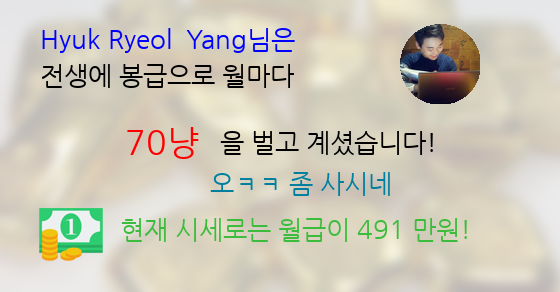 Hyuk Ryeol Yang님은
전생에 봉급으로 월마다
70냥 을 벌고 계셨습니다!
오ㅋㅋ 좀 사시네
1
현재 시세로는 월급이 491 만원!